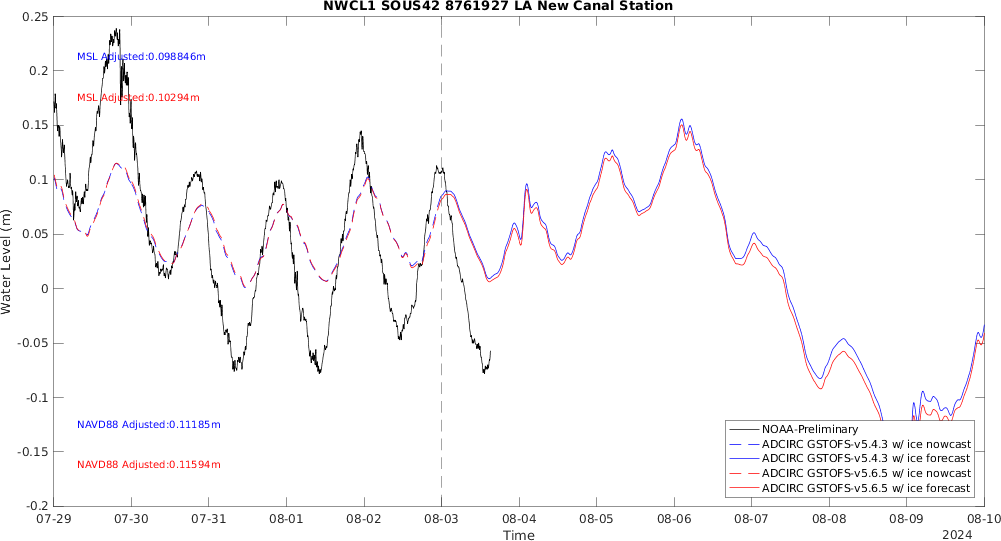 NWCL1 SOUS42 8761927 LA New Canal Station
0.25
0.2
0.15
0.1
0.05
0
-0.05
-0.1
-0.15
-0.2
Water Level (m)
MSL Adjusted:0.098846m
MSL Adjusted:0.10294m
NAVD88 Adjusted:0.11185m
NAVD88 Adjusted:0.11594m
NOAA-Preliminary
ADCIRC GSTOFS-v5.4.3 w/ ice nowcast
ADCIRC GSTOFS-v5.4.3 w/ ice forecast
ADCIRC GSTOFS-v5.6.5 w/ ice nowcast
ADCIRC GSTOFS-v5.6.5 w/ ice forecast
07-29 07-30 07-31 08-01 08-02 08-03 08-04 08-05 08-06 08-07 08-08 08-09 08-10
Time
2024